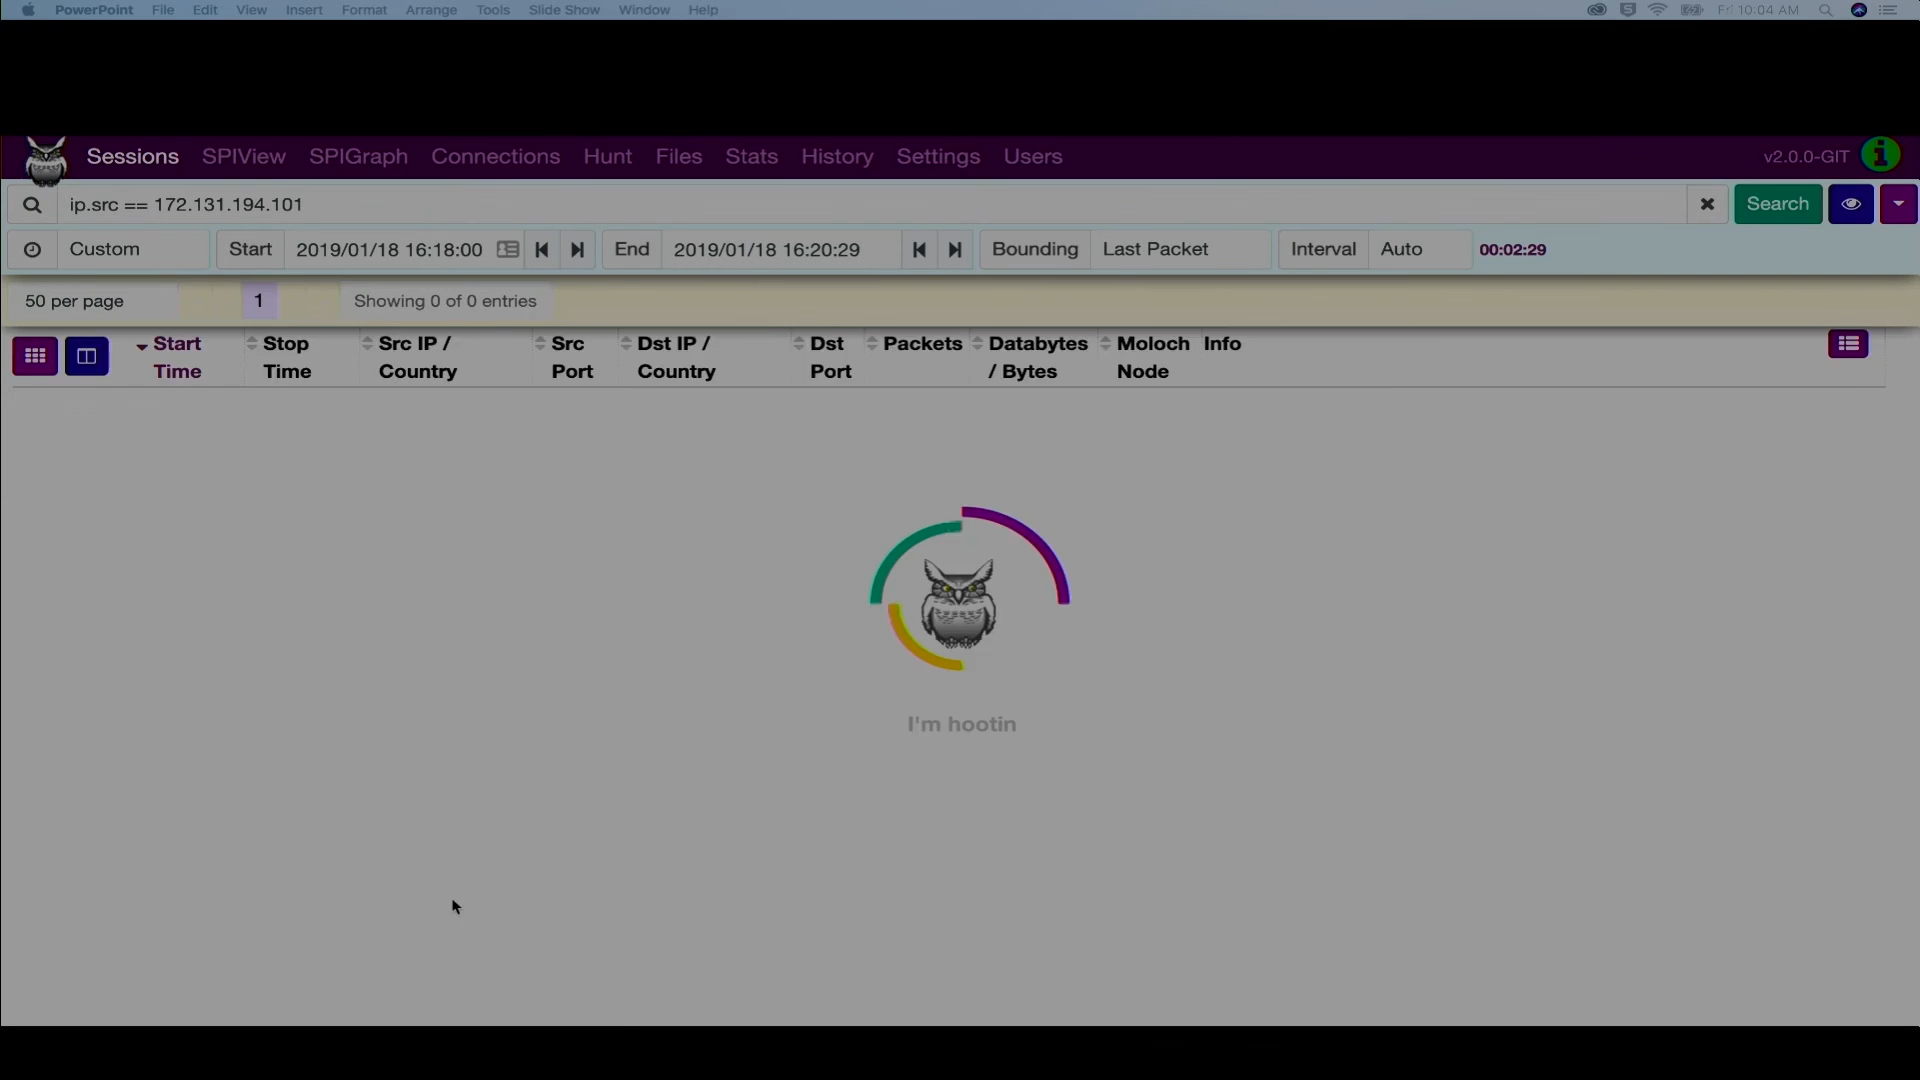 PowerPoint File Edit View Insert Format Arrange Tools Slide Show Window Help Fri 10:04 AM
Sessions SPIView SPIGraph Connections Hunt Files Stats History Settings Users v2.0.0-GIT
ip.src == 172.131.194.101 Search
Custom Start 2019/01/18 16:18:00 End 2019/01/18 16:20:29 Bounding Last Packet Interval Auto 00:02:29
50 per page 1 Showing 0 of 0 entries
Start Time Stop Time Src IP / Country Src Port Dst IP / Country Dst Port Packets Databytes / Bytes Moloch Node Info
I'm hootin